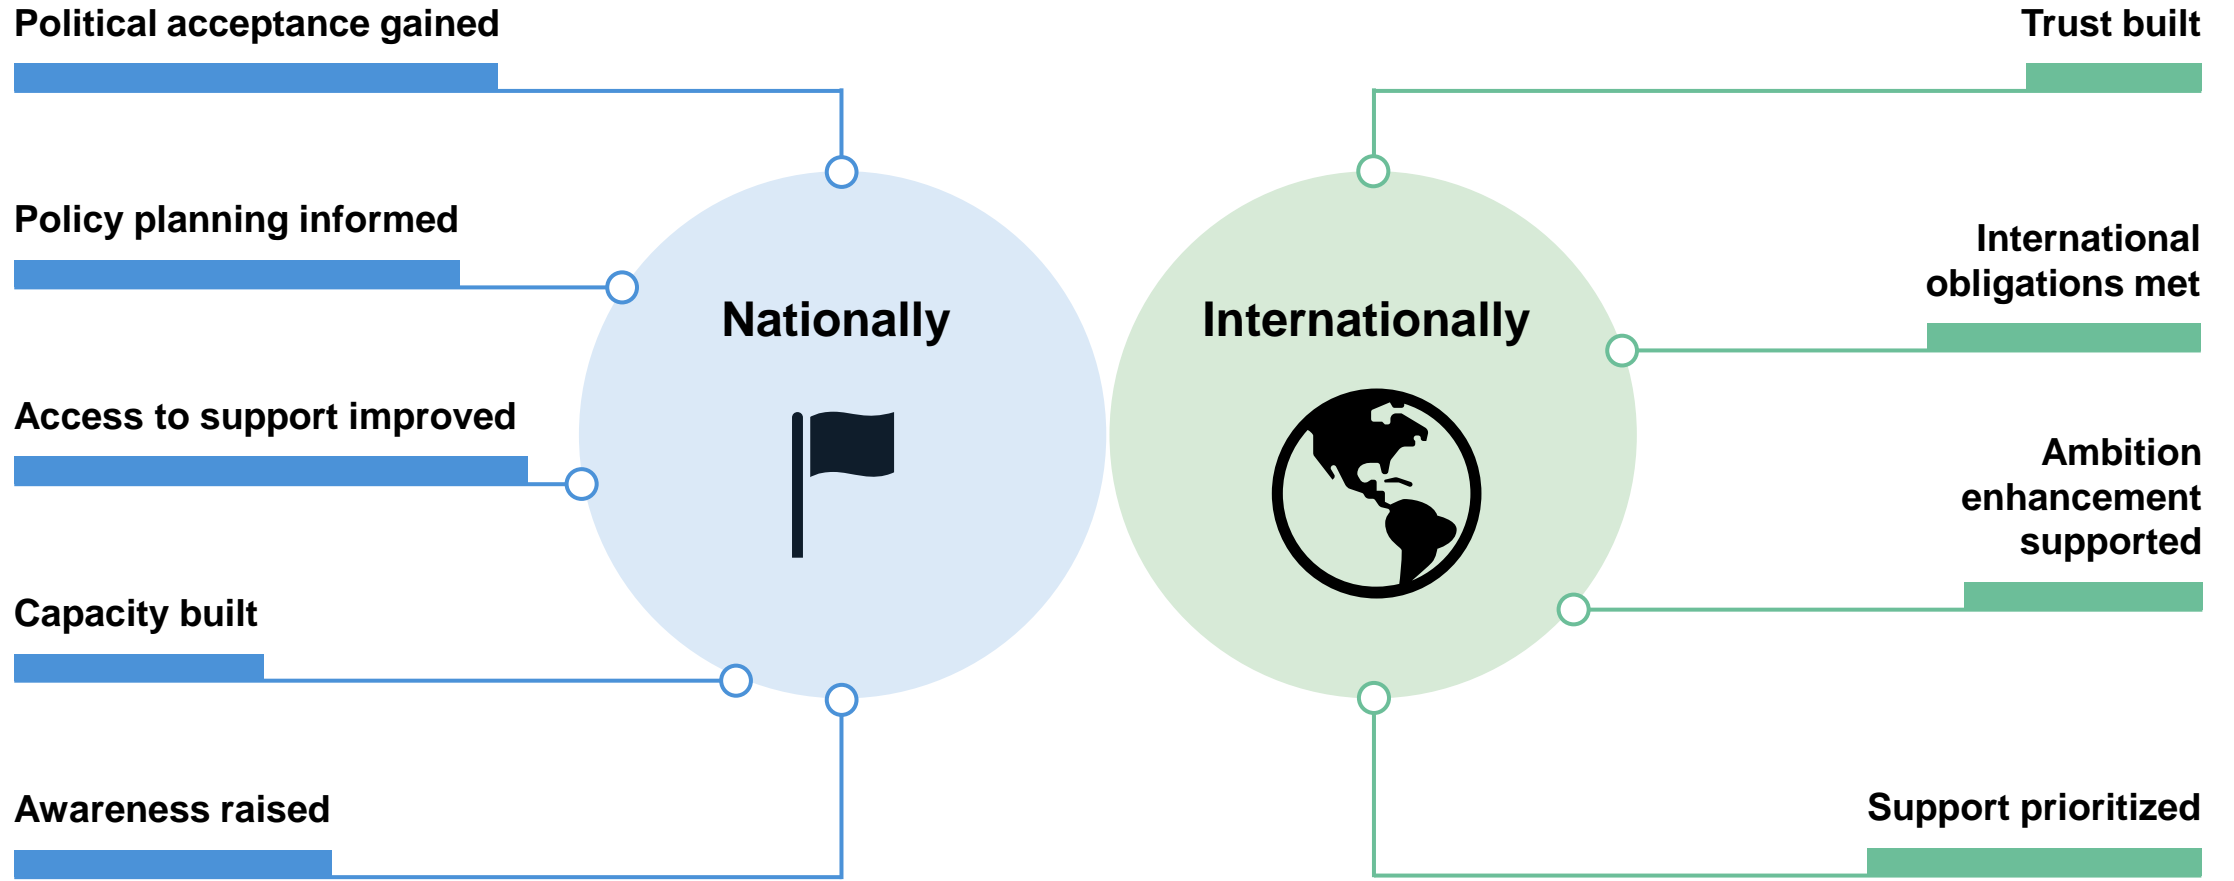 Political acceptance gained
Policy planning informed
Access to support improved
Capacity built
Awareness raised
Nationally
Internationally
Trust built
International
obligations met
Ambition
enhancement
supported
Support prioritized